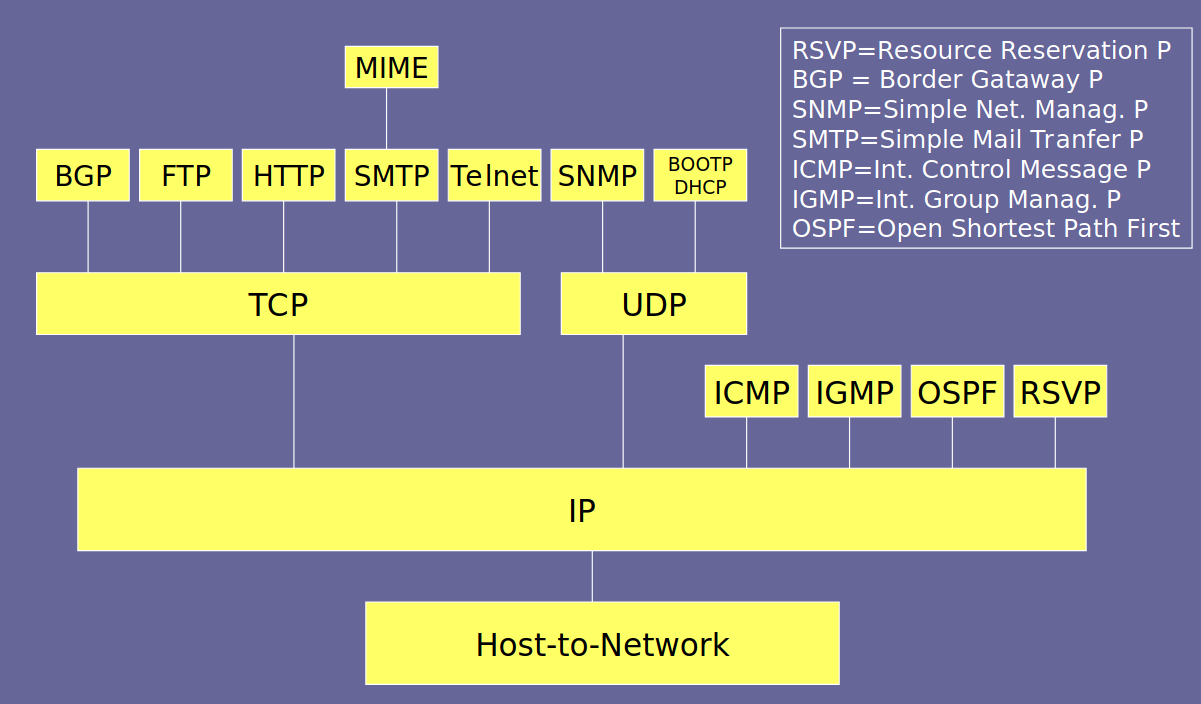 MIME
RSVP=Resource Reservation P
BGP = Border Gataway P
SNMP=Simple Net. Manag. P
SMTP=Simple Mail Tranfer P
ICMP=Int. Control Message P
IGMP=Int. Group Manag. P
OSPF=Open Shortest Path First
BGP
FTP
HTTP
SMTP
Telnet
SNMP
BOOTP
DHCP
TCP
UDP
ICMP
IGMP
OSPF
RSVP
IP
Host-to-Network